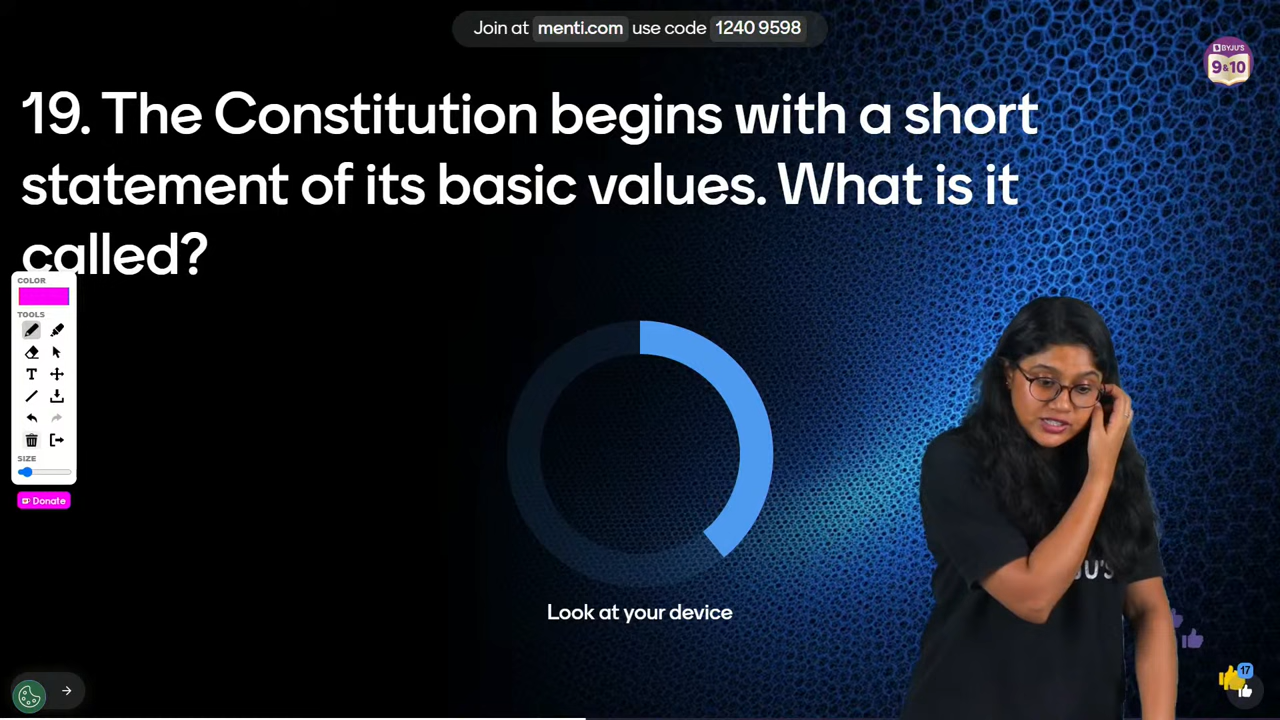 Join at menti.com use code 1240 9598
BYJU'S
9&10
19. The Constitution begins with a short
statement of its basic values. What is it
called?
COLOR
TOOLS
T
SIZE
Donate
Look at your device
JU'S
17